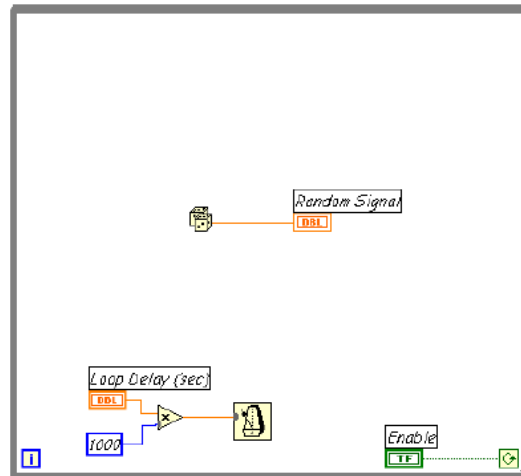 Random Signal
DBL
Loop Delay (sec)
DBL
x
1000
Enable
TF
i